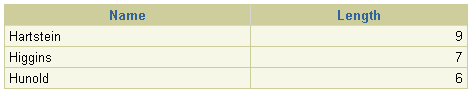 Name Length
Hartstein 9
Higgins 7
Hunold 6